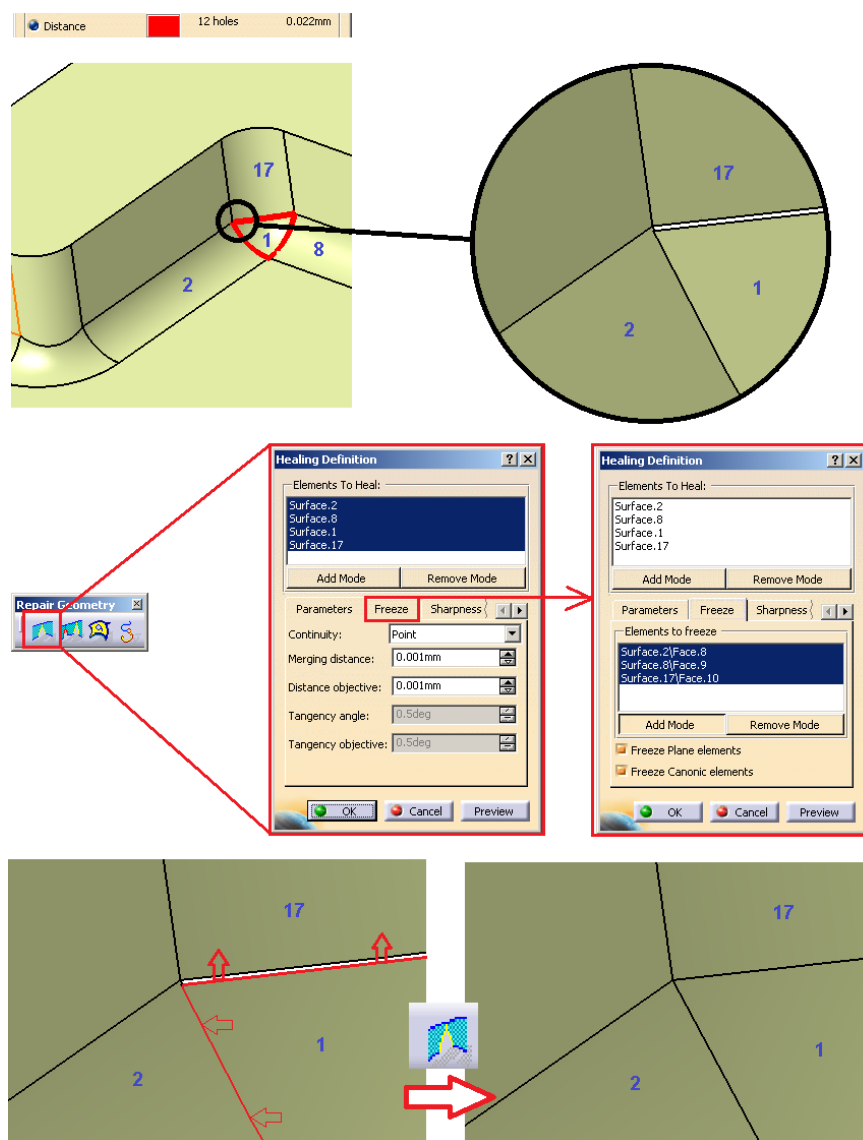 Distance 12 holes 0.022mm
17
1
8
2
17
1
2
Healing Definition
Elements To Heal:
Surface.2
Surface.8
Surface.1
Surface.17
Add Mode Remove Mode
Parameters Freeze Sharpness
Continuity: Point
Merging distance: 0.001mm
Distance objective: 0.001mm
Tangency angle: 0.5deg
Tangency objective: 0.5deg
OK Cancel Preview
Healing Definition
Elements To Heal:
Surface.2
Surface.8
Surface.1
Surface.17
Add Mode Remove Mode
Parameters Freeze Sharpness
Elements to freeze
Surface.2\Face.8
Surface.8\Face.9
Surface.17\Face.10
Add Mode Remove Mode
Freeze Plane elements
Freeze Canonic elements
OK Cancel Preview
Repair Geometry
17
1
2
17
1
2